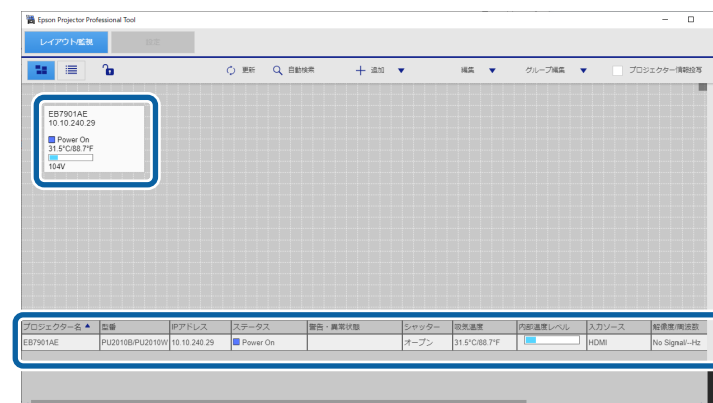 Epson Projector Professional Tool
レイアウト/監視 設定
更新 自動検索 追加 ▼ 編集 ▼ グループ編集 ▼ プロジェクター情報投写
EB7901AE
10.10.240.29
Power On
31.5°C/88.7°F
104V
プロジェクター名 ▲ 型番 IPアドレス ステータス 警告・異常状態 シャッター 吸気温度 内部温度レベル 入力ソース 解像度/周波数
EB7901AE PU2010B/PU2010W 10.10.240.29 Power On オープン 31.5°C/88.7°F HDMI No Signal/--Hz